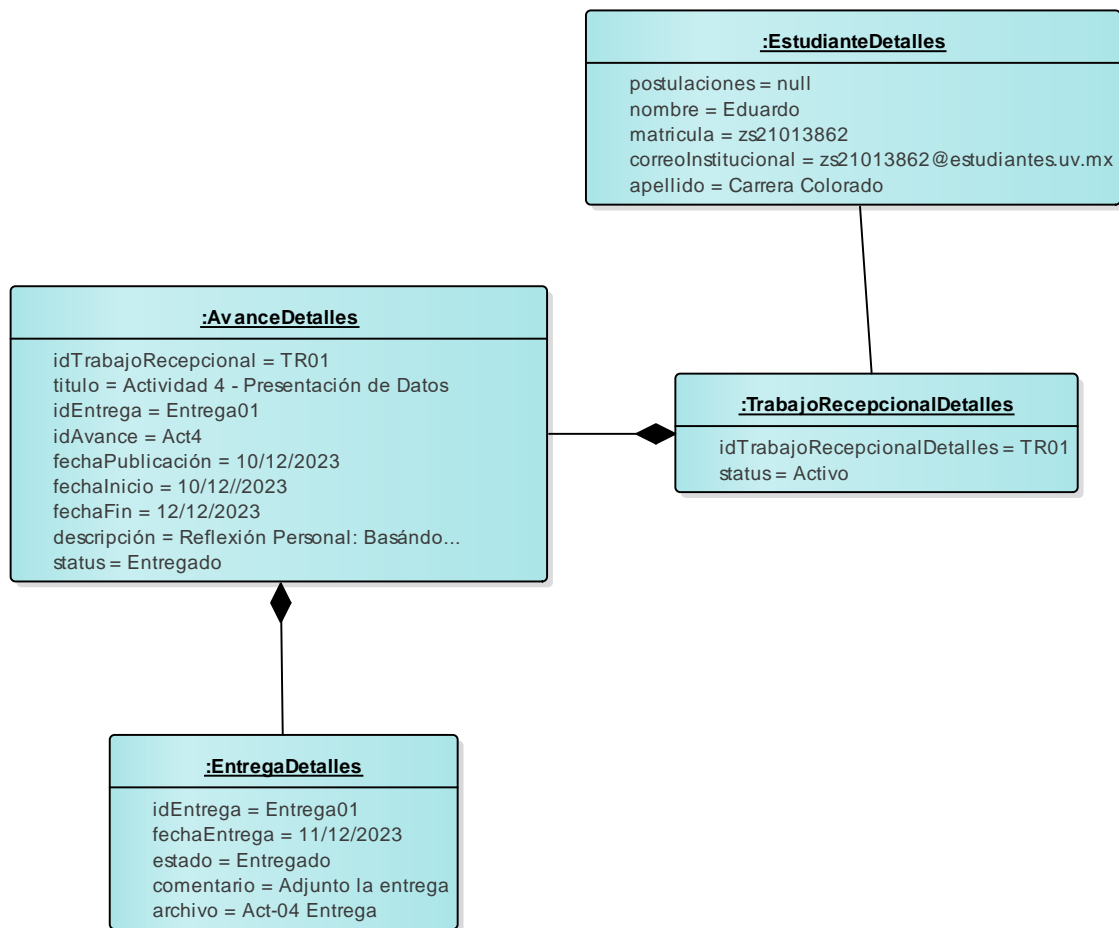 :EstudianteDetalles
postulaciones = null
nombre = Eduardo
matricula = zs21013862
correoInstitucional = zs21013862@estudiantes.uv.mx
apellido = Carrera Colorado
:AvanceDetalles
idTrabajoRecepcional = TR01
titulo = Actividad 4 - Presentación de Datos
idEntrega = Entrega01
idAvance = Act4
fechaPublicación = 10/12/2023
fechaInicio = 10/12//2023
fechaFin = 12/12/2023
descripción = Reflexión Personal: Basándo...
status = Entregado
:TrabajoRecepcionalDetalles
idTrabajoRecepcionalDetalles = TR01
status = Activo
:EntregaDetalles
idEntrega = Entrega01
fechaEntrega = 11/12/2023
estado = Entregado
comentario = Adjunto la entrega
archivo = Act-04 Entrega